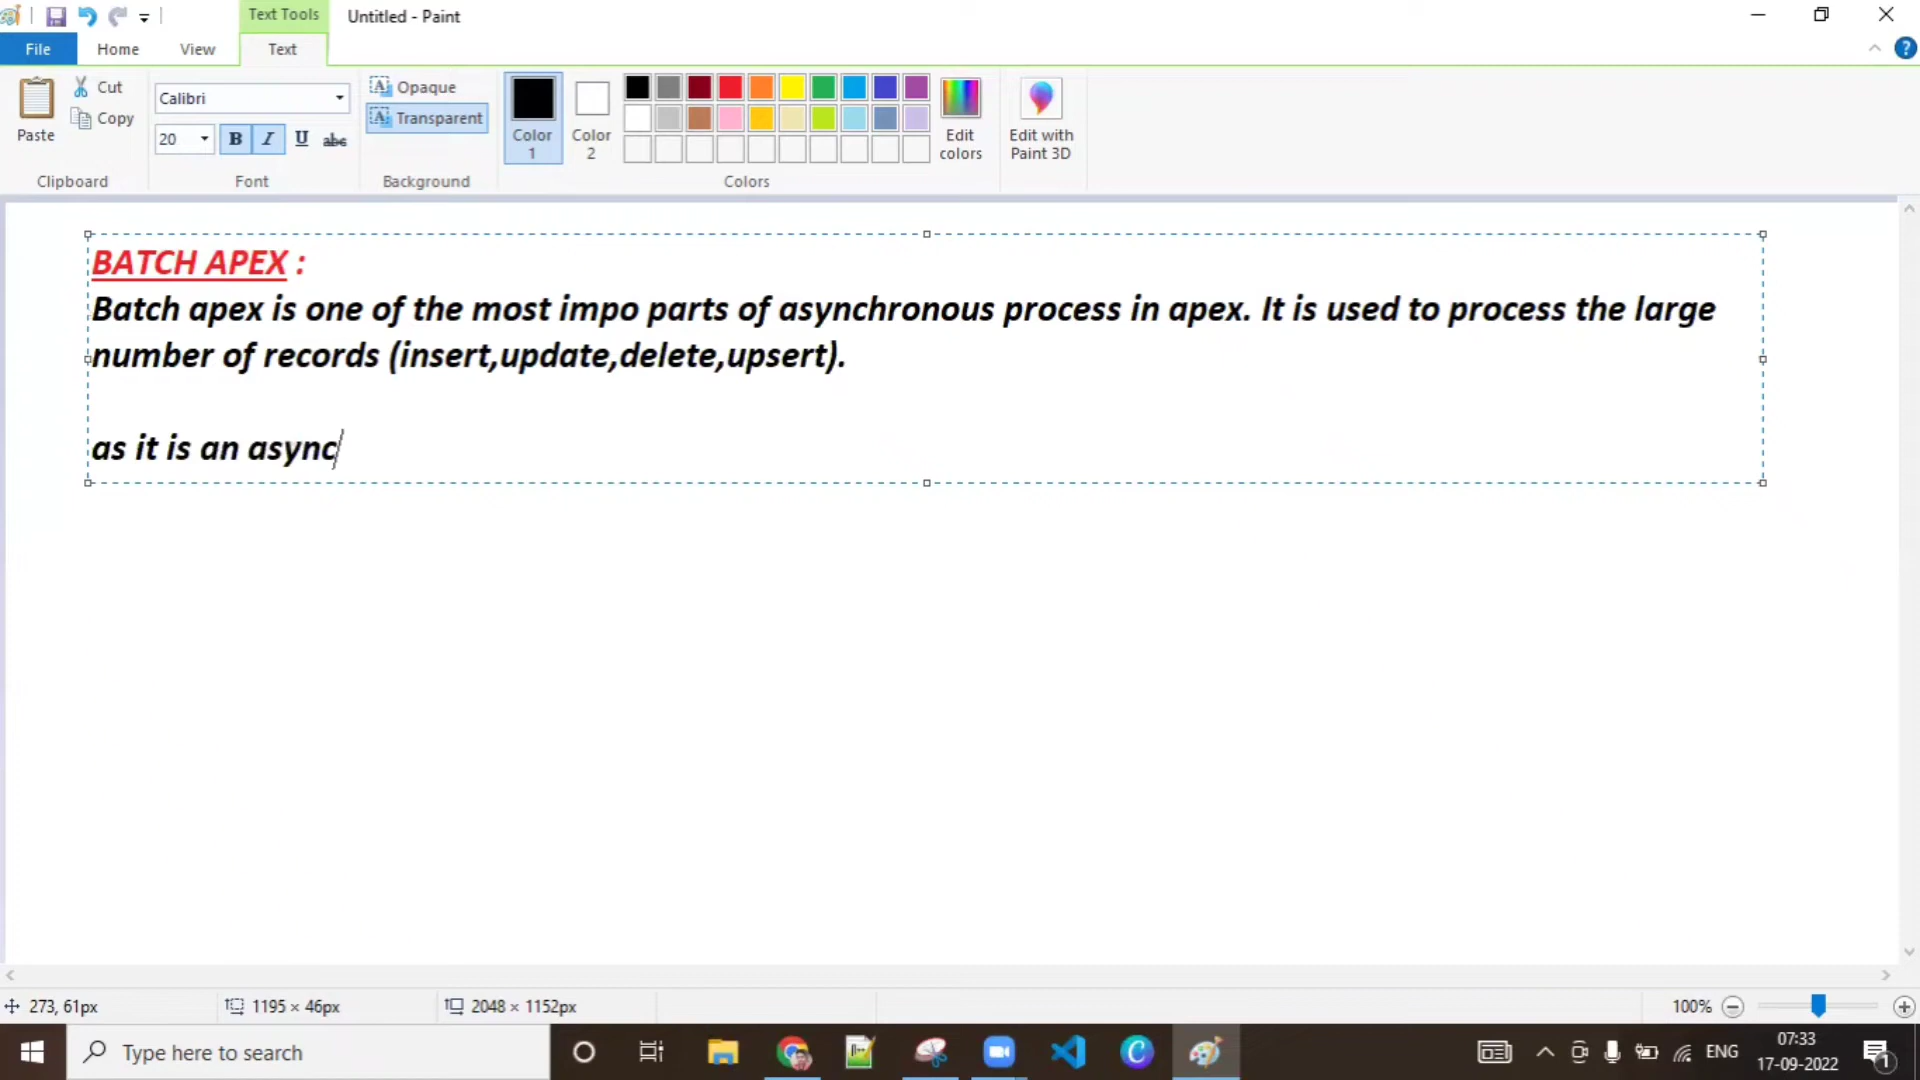 Text Tools
Untitled - Paint
File
Home
View
Text
Paste
Cut
Copy
Clipboard
Calibri
20
B
I
U
abc
Font
Opaque
Transparent
Background
Color
1
Color
2
Colors
Edit
colors
Edit with
Paint 3D
BATCH APEX :
Batch apex is one of the most impo parts of asynchronous process in apex. It is used to process the large
number of records (insert,update,delete,upsert).
as it is an async
273, 61px
1195 × 46px
2048 × 1152px
100%
Type here to search
ENG
07:33
17-09-2022
1